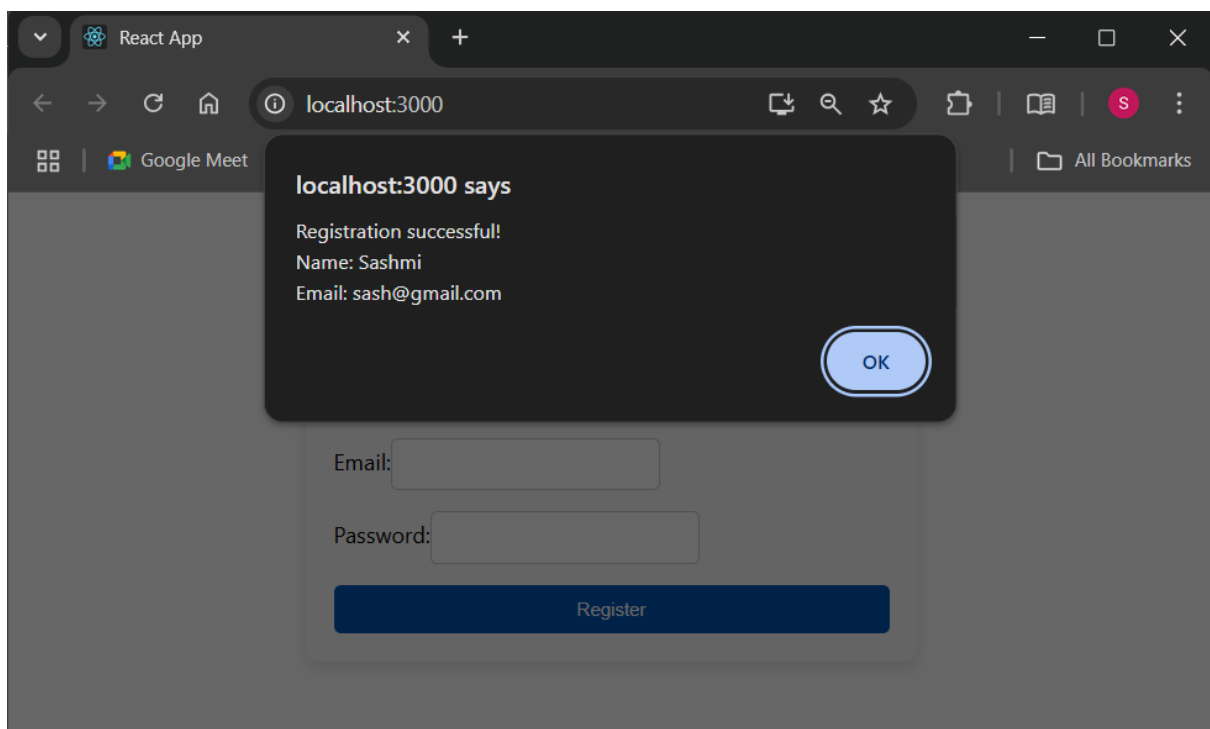 React App
localhost:3000
S
Google Meet
All Bookmarks
localhost:3000 says
Registration successful!
Name: Sashmi
Email: sash@gmail.com
OK
Email:
Password:
Register